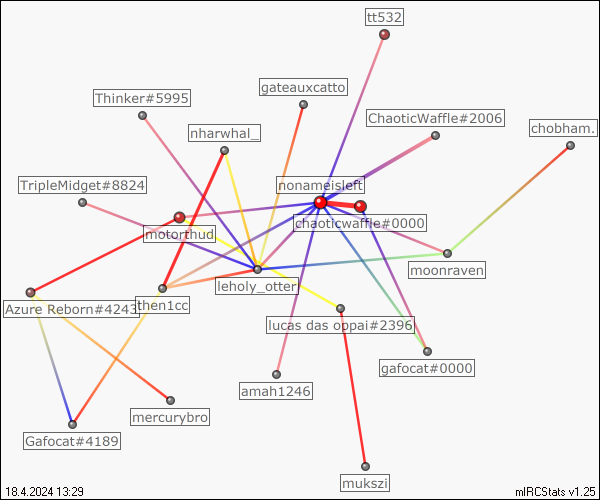 tt532
gateauxcatto
Thinker#5995
ChaoticWaffle#2006
chobham.
nharwhal_
TripleMidget#8824
nonameisleft
chaoticwaffle#0000
motorthud
moonraven
leholy_otter
Azure Reborn#4243
then1cc
lucas das oppai#2396
gafocat#0000
amah1246
mercurybro
Gafocat#4189
mukszi
18.4.2024 13:29
mIRCStats v1.25